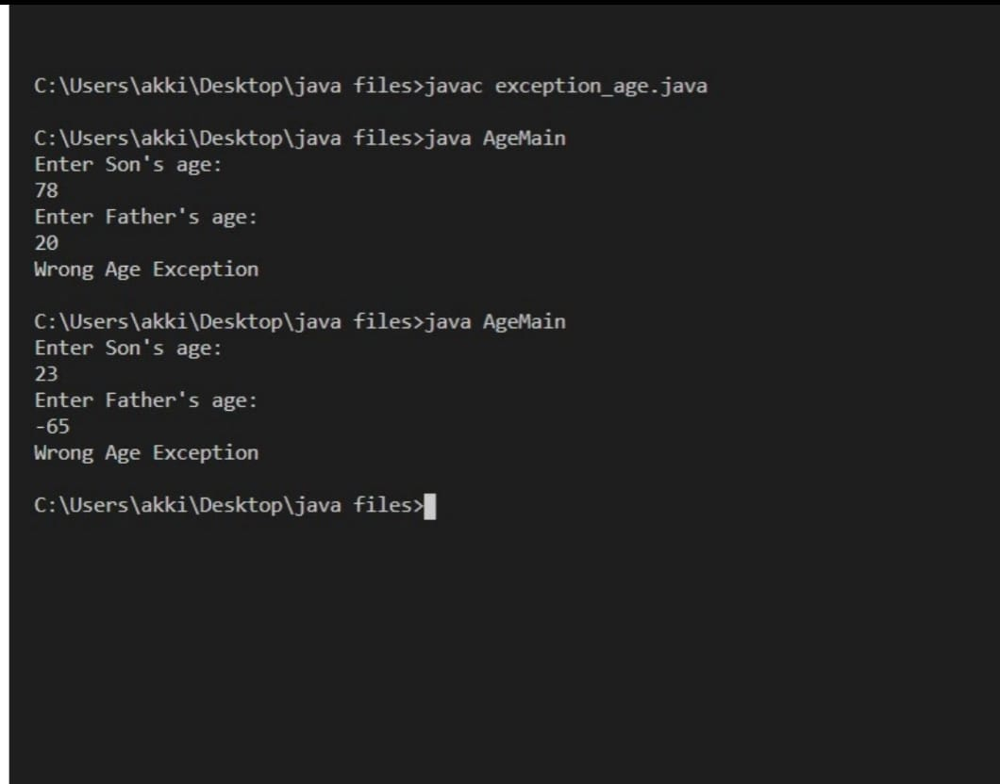 C:\Users\akki\Desktop\java files>javac exception_age.java
C:\Users\akki\Desktop\java files>java AgeMain
Enter Son's age:
78
Enter Father's age:
20
Wrong Age Exception
C:\Users\akki\Desktop\java files>java AgeMain
Enter Son's age:
23
Enter Father's age:
-65
Wrong Age Exception
C:\Users\akki\Desktop\java files>